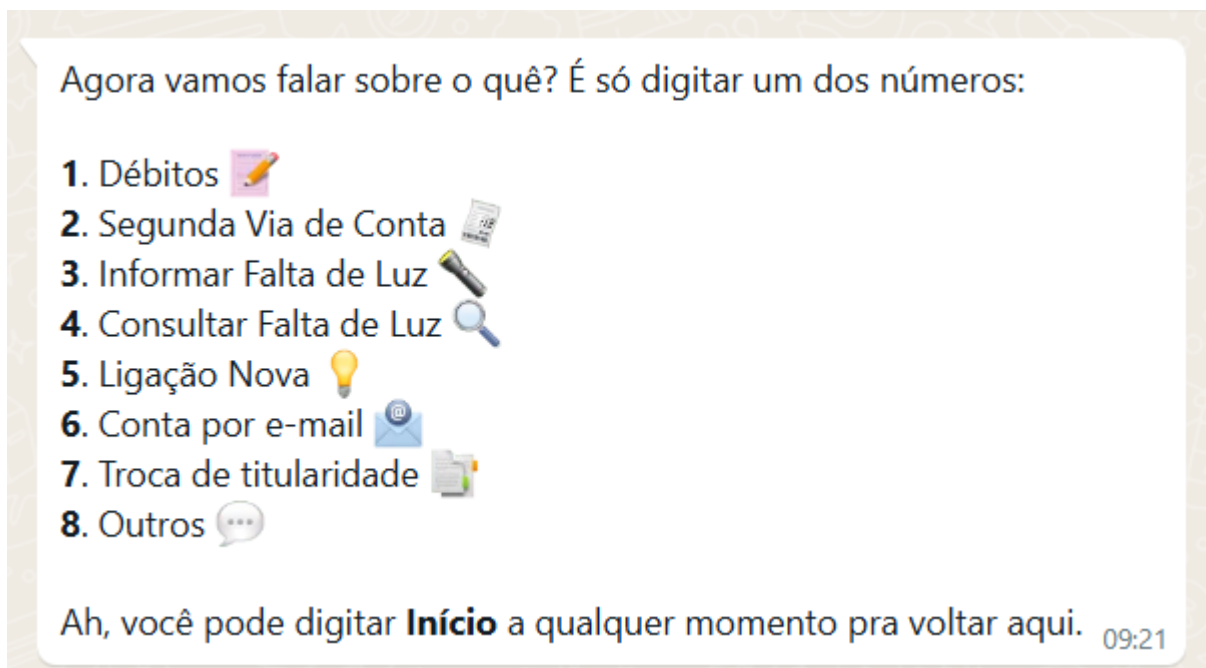 Agora vamos falar sobre o quê? É só digitar um dos números:
1. Débitos 📝
2. Segunda Via de Conta 🧾
3. Informar Falta de Luz 🔦
4. Consultar Falta de Luz 🔍
5. Ligação Nova 💡
6. Conta por e-mail 📧
7. Troca de titularidade 📑
8. Outros 💬
Ah, você pode digitar Início a qualquer momento pra voltar aqui. 09:21